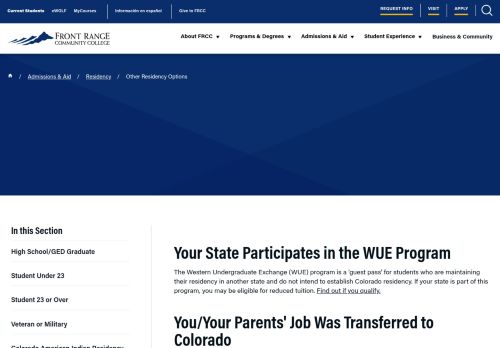 Current Students eWOLF MyCourses Información en español Give to FRCC REQUEST INFO VISIT APPLY
FRONT RANGE
COMMUNITY COLLEGE
About FRCC Programs & Degrees Admissions & Aid Student Experience Business & Community
/ Admissions & Aid / Residency / Other Residency Options
In this Section
High School/GED Graduate
Student Under 23
Student 23 or Over
Veteran or Military
Colorado American Indian Residency
Your State Participates in the WUE Program
The Western Undergraduate Exchange (WUE) program is a 'guest pass' for students who are maintaining
their residency in another state and do not intend to establish Colorado residency. If your state is part of this
program, you may be eligible for reduced tuition. Find out if you qualify.
You/Your Parents' Job Was Transferred to
Colorado